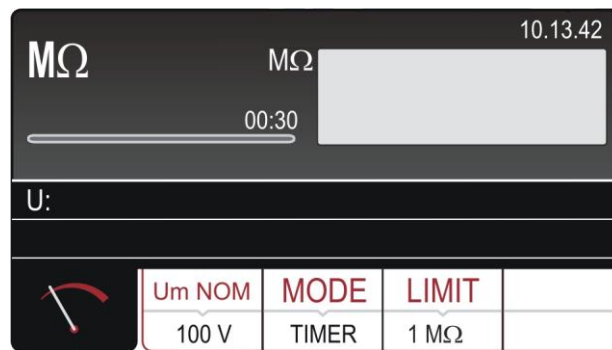 10.13.42
MΩ
MΩ
00:30
U:
Um NOM MODE LIMIT
100 V TIMER 1 MΩ